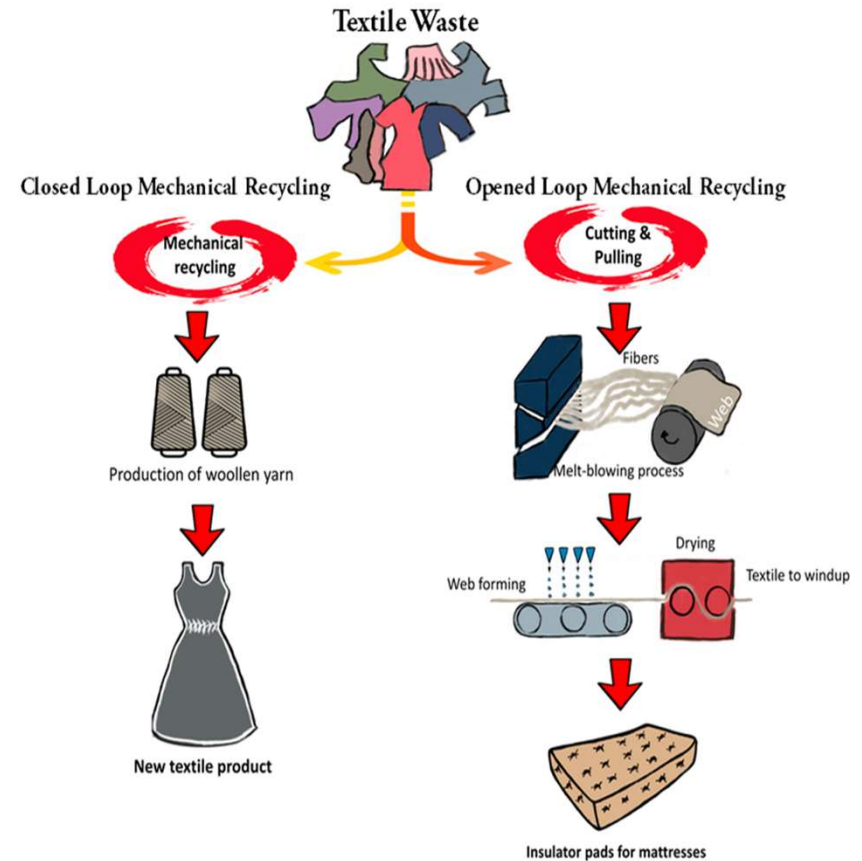 Textile Waste
Closed Loop Mechanical Recycling
Opened Loop Mechanical Recycling
Mechanical
recycling
Cutting &
Pulling
Fibers
Web
Production of woollen yarn
Melt-blowing process
Drying
Web forming
Textile to windup
New textile product
Insulator pads for mattresses